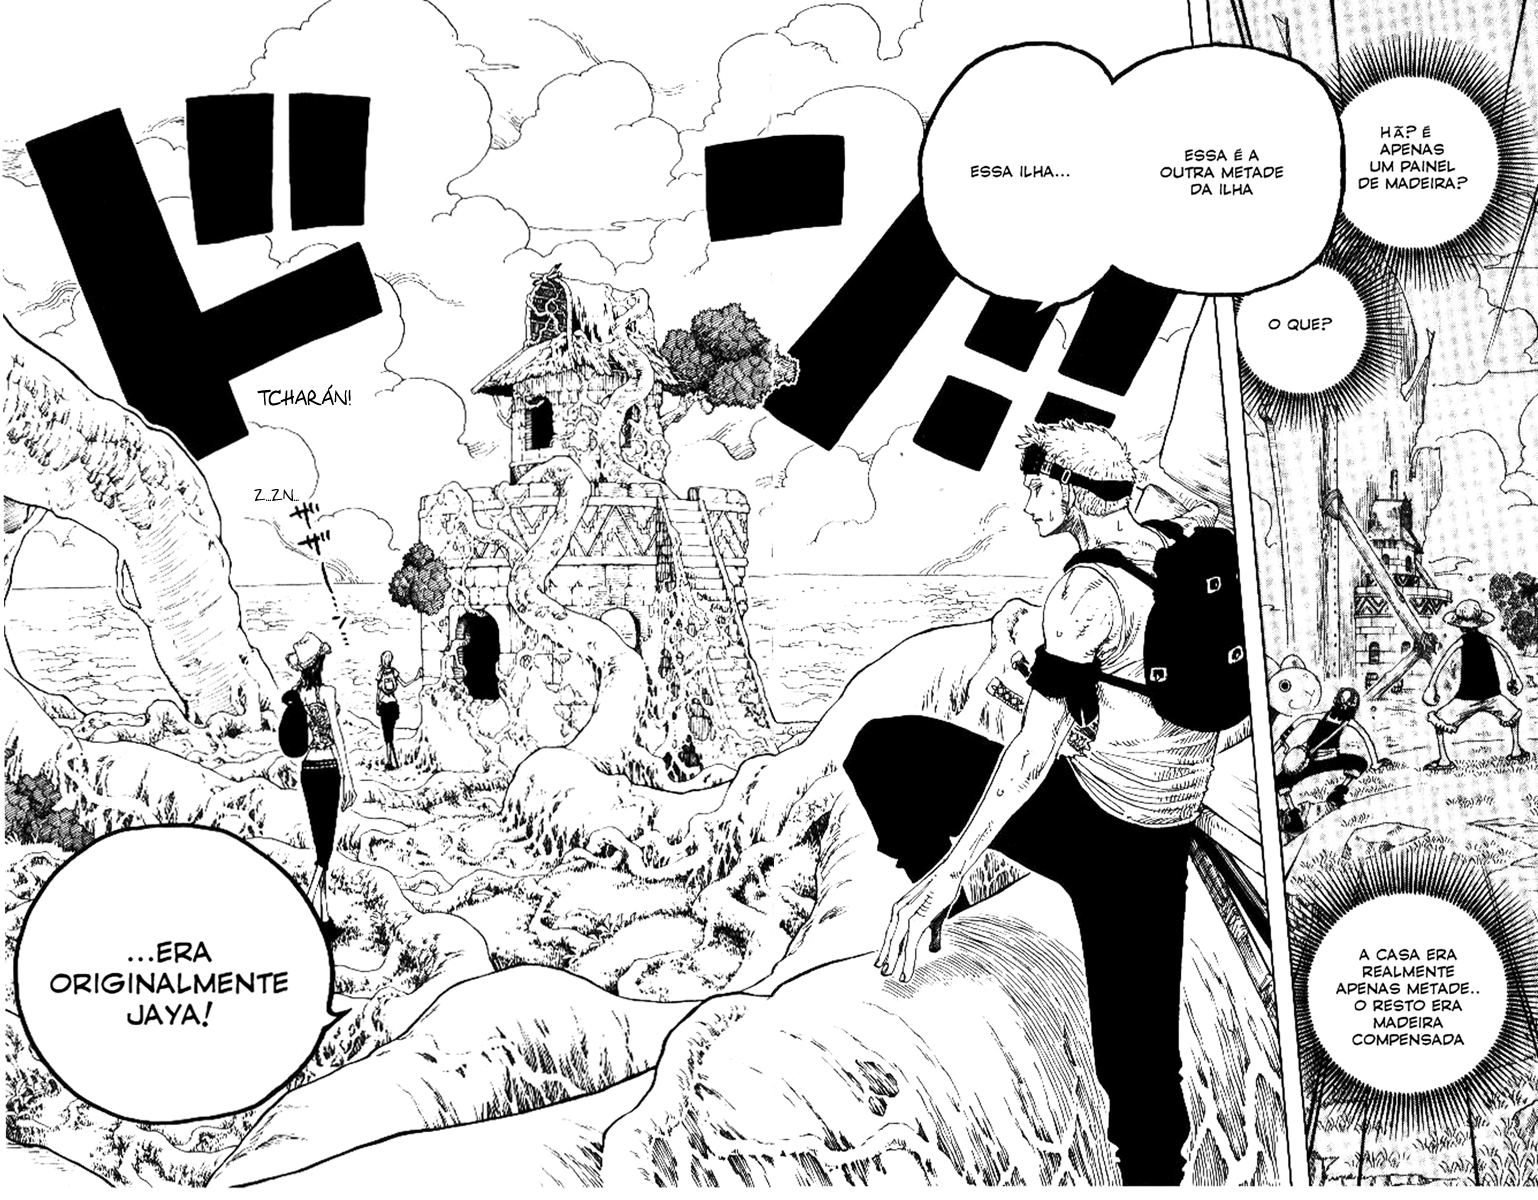 HÃ? É
APENAS
UM PAINEL
DE MADEIRA?
O QUE?
A CASA ERA
REALMENTE
APENAS METADE..
O RESTO ERA
MADEIRA
COMPENSADA
ESSA É A
OUTRA METADE
DA ILHA
ESSA ILHA...
ドン!!
TCHARÁN!
Z...ZN...
ザザ...
...ERA
ORIGINALMENTE
JAYA!